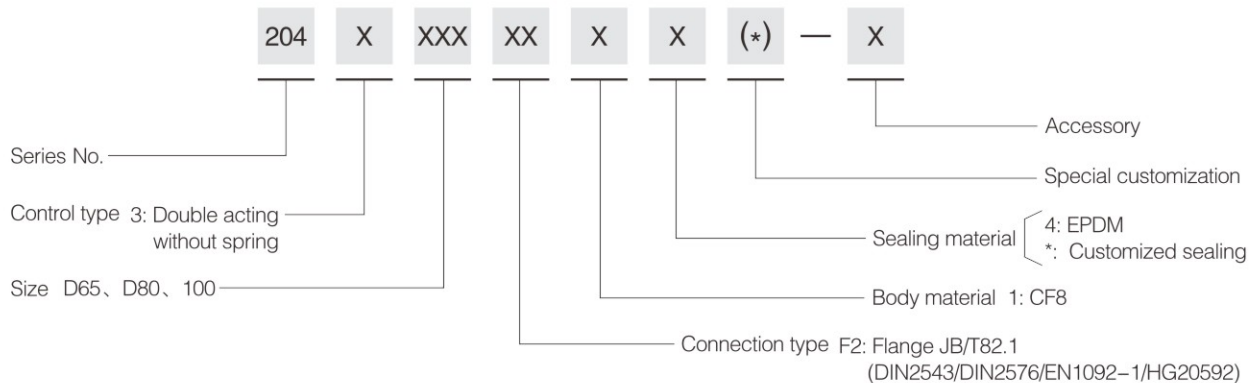 204 X XXX XX X X (*) — X
Accessory
Series No.
Special customization
Control type 3: Double acting
without spring
Sealing material 4: EPDM
*: Customized sealing
Size D65、D80、100
Body material 1: CF8
Connection type F2: Flange JB/T82.1
(DIN2543/DIN2576/EN1092–1/HG20592)